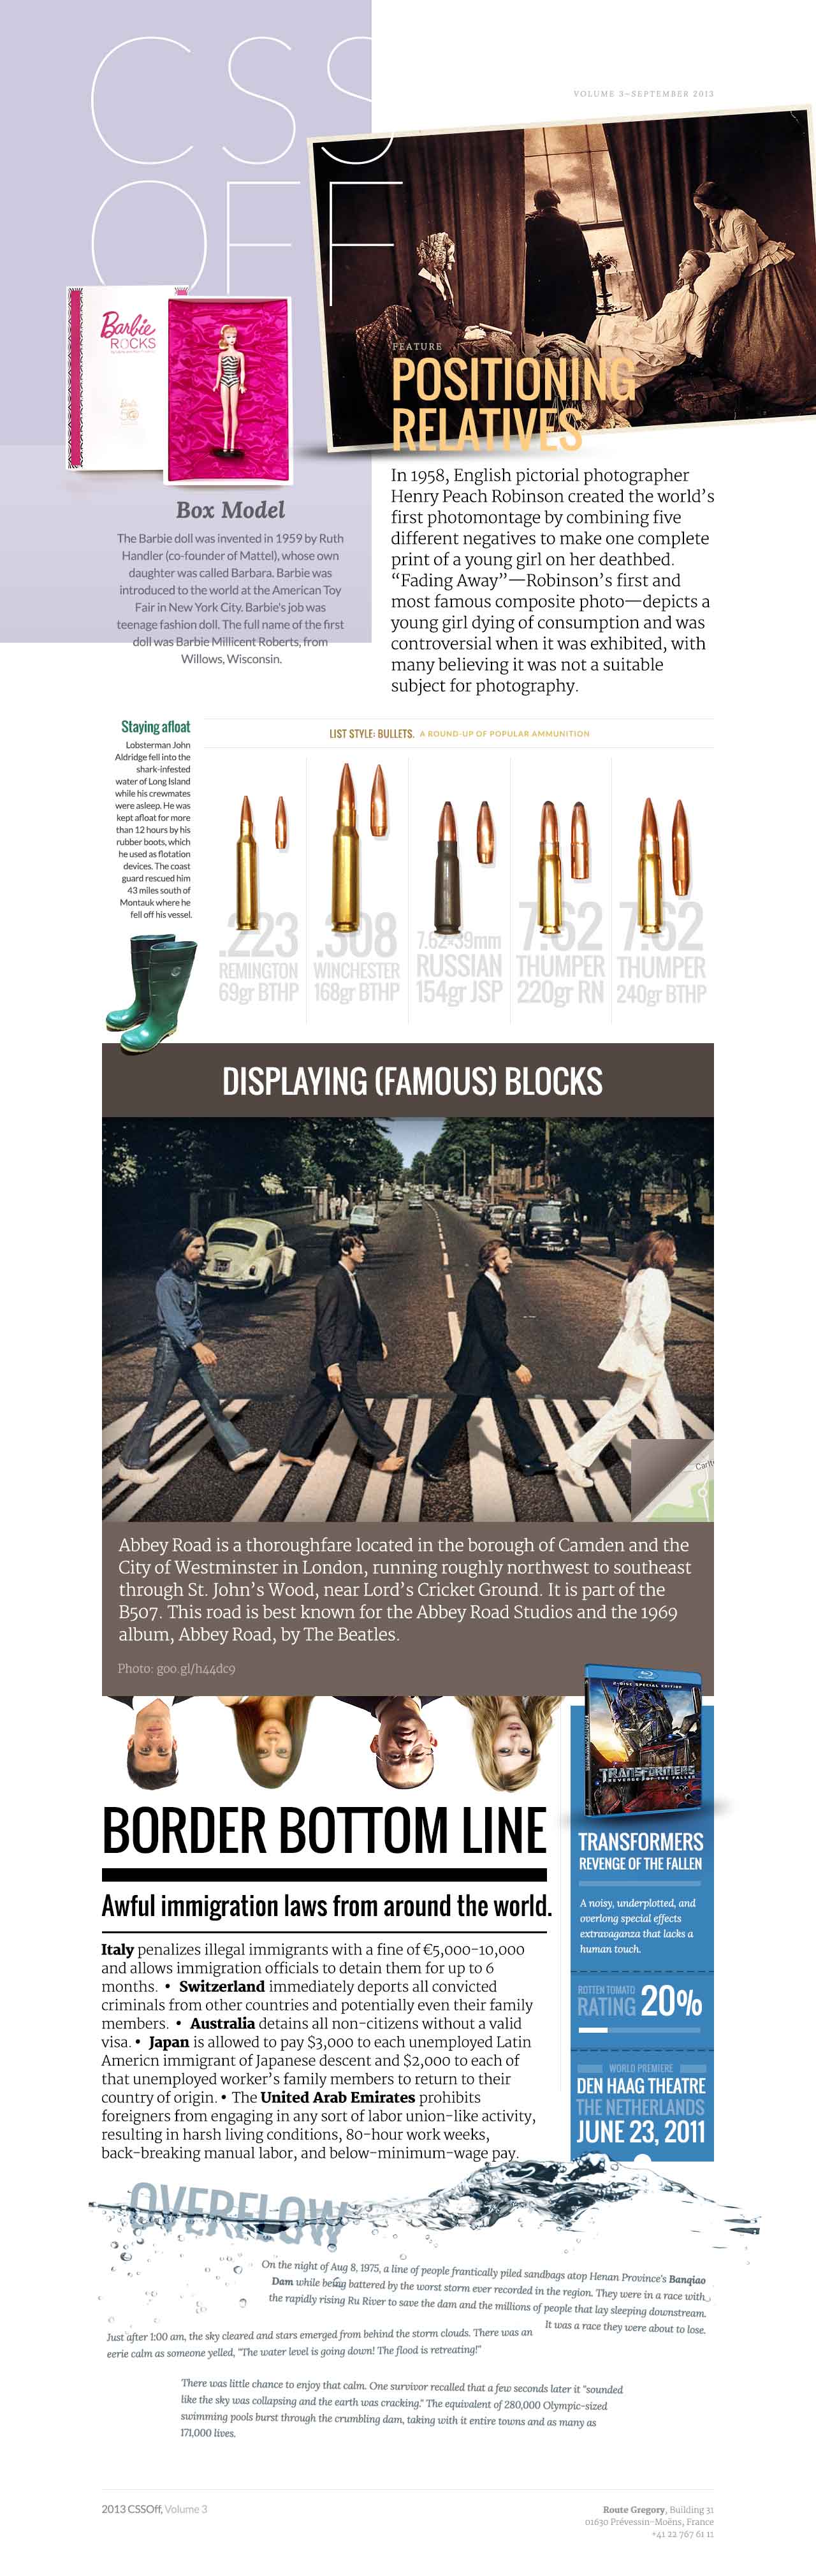 CSS
OFF
VOLUME 3–SEPTEMBER 2013
Barbie
ROCKS
FEATURE
POSITIONING
RELATIVES
In 1958, English pictorial photographer
Henry Peach Robinson created the world's
first photomontage by combining five
different negatives to make one complete
print of a young girl on her deathbed.
“Fading Away”—Robinson's first and
most famous composite photo—depicts a
young girl dying of consumption and was
controversial when it was exhibited, with
many believing it was not a suitable
subject for photography.
Box Model
The Barbie doll was invented in 1959 by Ruth
Handler (co-founder of Mattel), whose own
daughter was called Barbara. Barbie was
introduced to the world at the American Toy
Fair in New York City. Barbie's job was
teenage fashion doll. The full name of the first
doll was Barbie Millicent Roberts, from
Willows, Wisconsin.
Staying afloat
Lobsterman John
Aldridge fell into the
shark-infested
water of Long Island
while his crewmates
were asleep. He was
kept afloat for more
than 12 hours by his
rubber boots, which
he used as flotation
devices. The coast
guard rescued him
43 miles south of
Montauk where he
fell off his vessel.
LIST STYLE: BULLETS. A ROUND-UP OF POPULAR AMMUNITION
.223
REMINGTON
69gr BTHP
.308
WINCHESTER
168gr BTHP
7.62×39mm
RUSSIAN
154gr JSP
7.62
THUMPER
220gr RN
7.62
THUMPER
240gr BTHP
DISPLAYING (FAMOUS) BLOCKS
Abbey Road is a thoroughfare located in the borough of Camden and the
City of Westminster in London, running roughly northwest to southeast
through St. John's Wood, near Lord's Cricket Ground. It is part of the
B507. This road is best known for the Abbey Road Studios and the 1969
album, Abbey Road, by The Beatles.
Photo: goo.gl/h44dc9
BORDER BOTTOM LINE
Awful immigration laws from around the world.
Italy penalizes illegal immigrants with a fine of €5,000-10,000
and allows immigration officials to detain them for up to 6
months. • Switzerland immediately deports all convicted
criminals from other countries and potentially even their family
members. • Australia detains all non-citizens without a valid
visa. • Japan is allowed to pay $3,000 to each unemployed Latin
Americn immigrant of Japanese descent and $2,000 to each of
that unemployed worker's family members to return to their
country of origin. • The United Arab Emirates prohibits
foreigners from engaging in any sort of labor union-like activity,
resulting in harsh living conditions, 80-hour work weeks,
back-breaking manual labor, and below-minimum-wage pay.
2-DISC SPECIAL EDITION
TRANSFORMERS
REVENGE OF THE FALLEN
TRANSFORMERS
REVENGE OF THE FALLEN
A noisy, underplotted, and
overlong special effects
extravaganza that lacks a
human touch.
ROTTEN TOMATO
RATING 20%
WORLD PREMIERE
DEN HAAG THEATRE
THE NETHERLANDS
JUNE 23, 2011
OVERFLOW
On the night of Aug 8, 1975, a line of people frantically piled sandbags atop Henan Province's Banqiao
Dam while being battered by the worst storm ever recorded in the region. They were in a race with
the rapidly rising Ru River to save the dam and the millions of people that lay sleeping downstream.
It was a race they were about to lose.
Just after 1:00 am, the sky cleared and stars emerged from behind the storm clouds. There was an
eerie calm as someone yelled, "The water level is going down! The flood is retreating!"
There was little chance to enjoy that calm. One survivor recalled that a few seconds later it "sounded
like the sky was collapsing and the earth was cracking." The equivalent of 280,000 Olympic-sized
swimming pools burst through the crumbling dam, taking with it entire towns and as many as
171,000 lives.
2013 CSSOff, Volume 3
Route Gregory, Building 31
01630 Prévessin-Moëns, France
+41 22 767 61 11